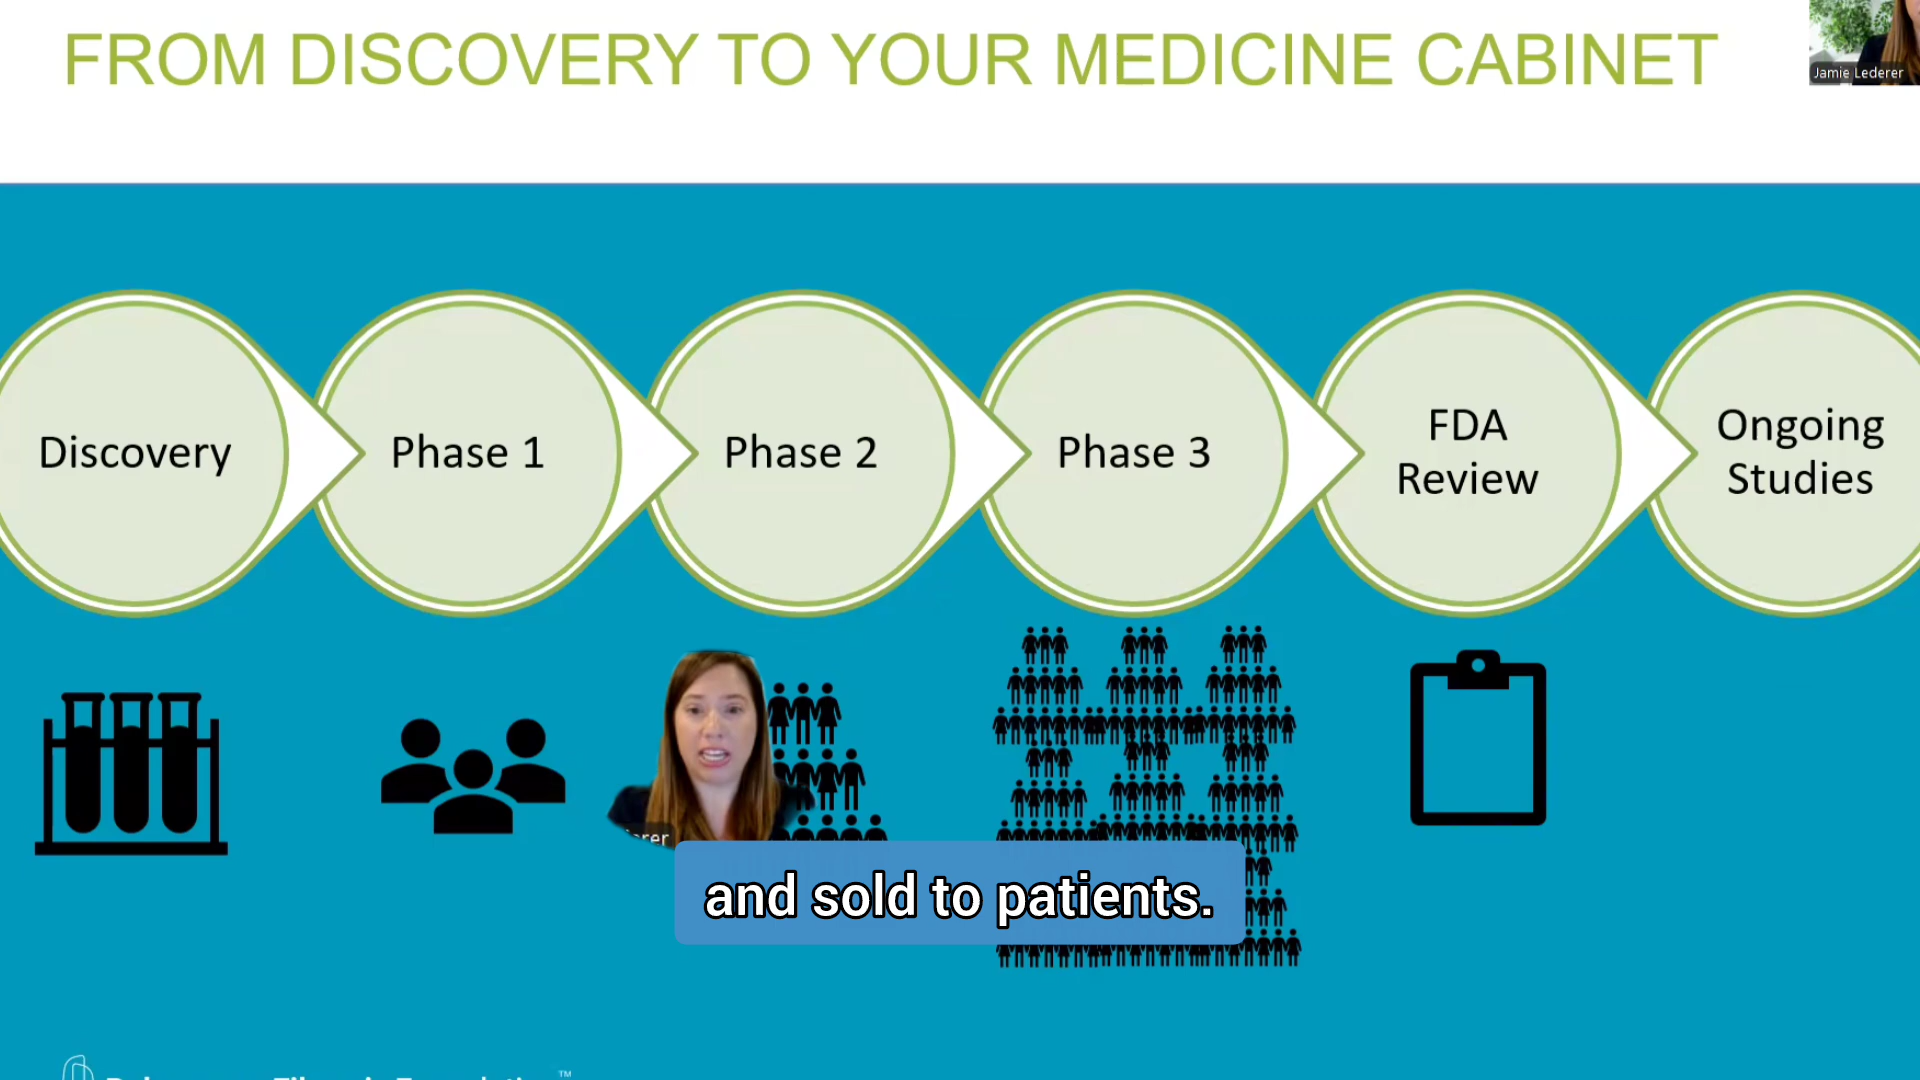 FROM DISCOVERY TO YOUR MEDICINE CABINET
Jamie Lederer
Discovery
Phase 1
Phase 2
Phase 3
FDA
Review
Ongoing
Studies
and sold to patients.
TM